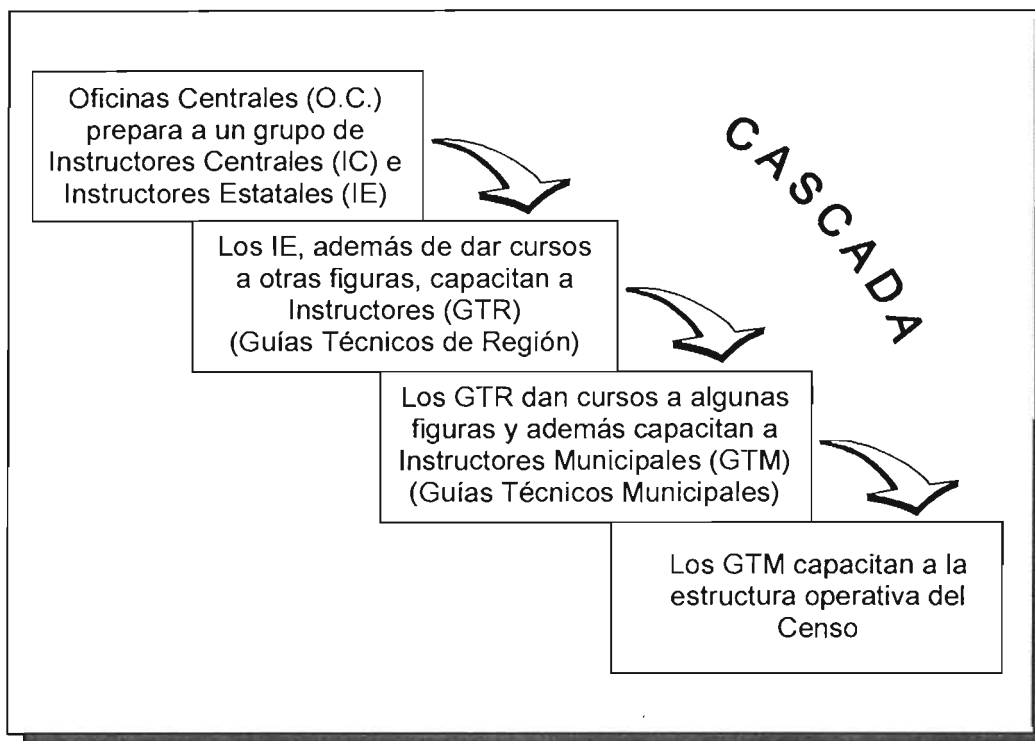 Oficinas Centrales (O.C.)
prepara a un grupo de
Instructores Centrales (IC) e
Instructores Estatales (IE)
CASCADA
Los IE, además de dar cursos
a otras figuras, capacitan a
Instructores (GTR)
(Guías Técnicos de Región)
Los GTR dan cursos a algunas
figuras y además capacitan a
Instructores Municipales (GTM)
(Guías Técnicos Municipales)
Los GTM capacitan a la
estructura operativa del
Censo